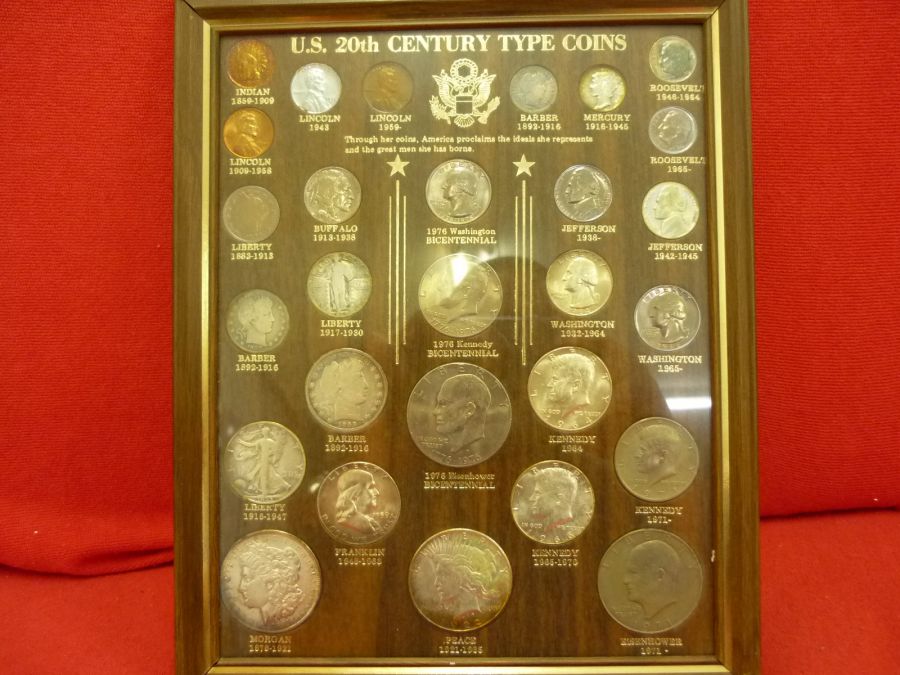 U.S. 20th CENTURY TYPE COINS
INDIAN
1859-1909
LINCOLN
1943
LINCOLN
1959-
BARBER
1892-1916
MERCURY
1916-1945
ROOSEVELT
1946-1964
LINCOLN
1909-1958
Through her coins, America proclaims the ideals she represents
and the great men she has borne.
ROOSEVELT
1965-
LIBERTY
1883-1913
BUFFALO
1913-1938
1976 Washington
BICENTENNIAL
JEFFERSON
1938-
JEFFERSON
1942-1945
BARBER
1892-1916
LIBERTY
1917-1930
1976 Kennedy
BICENTENNIAL
WASHINGTON
1932-1964
WASHINGTON
1965-
BARBER
1892-1916
1976 Eisenhower
BICENTENNIAL
KENNEDY
1964
LIBERTY
1916-1947
FRANKLIN
1948-1963
KENNEDY
1965-1970
KENNEDY
1971-
MORGAN
1878-1921
PEACE
1921-1935
EISENHOWER
1971-